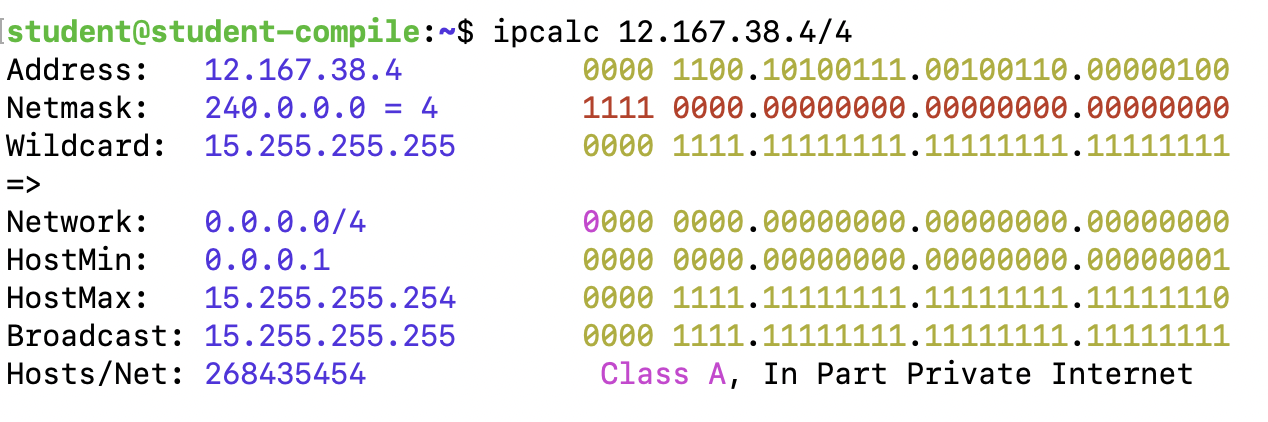 student@student-compile:~$ ipcalc 12.167.38.4/4
Address:   12.167.38.4          0000 1100.10100111.00100110.00000100
Netmask:   240.0.0.0 = 4        1111 0000.00000000.00000000.00000000
Wildcard:  15.255.255.255       0000 1111.11111111.11111111.11111111
=>
Network:   0.0.0.0/4            0000 0000.00000000.00000000.00000000
HostMin:   0.0.0.1              0000 0000.00000000.00000000.00000001
HostMax:   15.255.255.254       0000 1111.11111111.11111111.11111110
Broadcast: 15.255.255.255       0000 1111.11111111.11111111.11111111
Hosts/Net: 268435454             Class A, In Part Private Internet